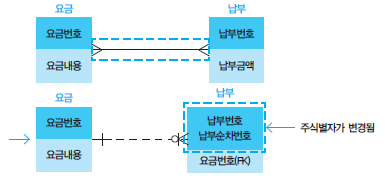 요금
납부
요금번호
납부번호
요금내용
납부금액
요금
납부
요금번호
납부번호
납부순차번호
주식별자가 변경됨
요금내용
요금번호(FK)